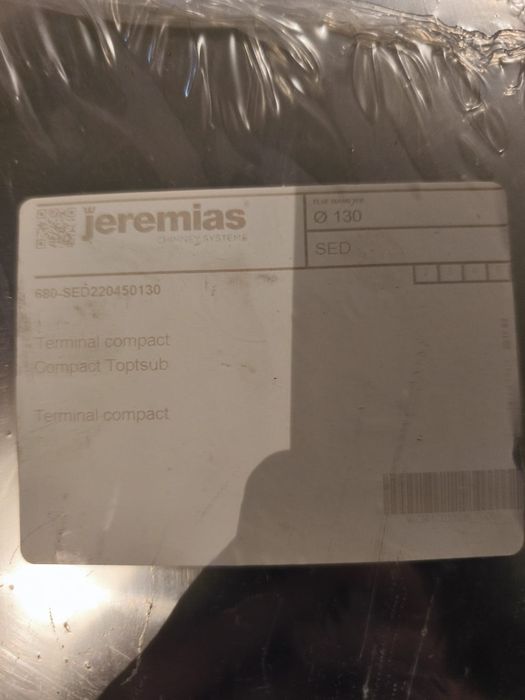 jeremias
CHIMNEY SYSTEMS
Ø 130
SED
680-SED220450130
Terminal compact
Compact Toptsub
Terminal compact